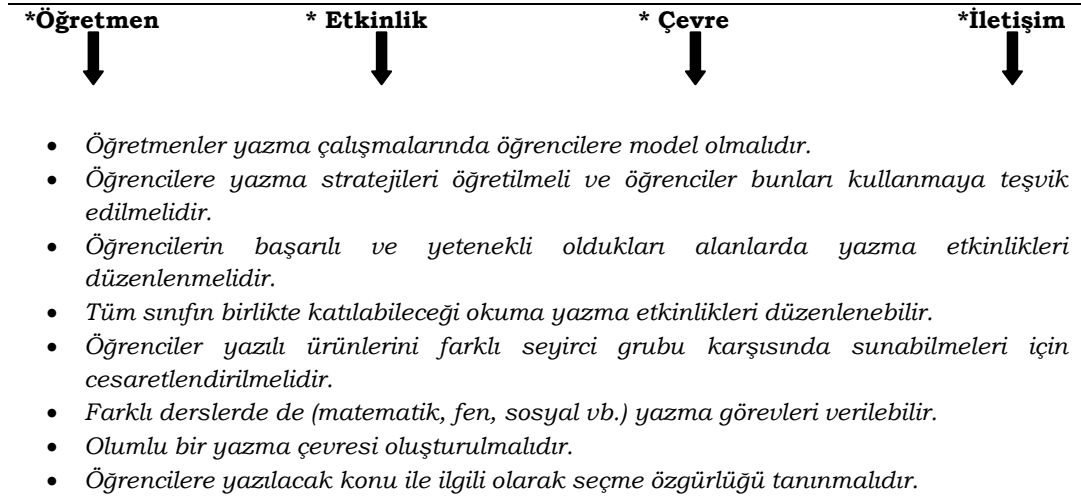 *Öğretmen * Etkinlik * Çevre *İletişim
• Öğretmenler yazma çalışmalarında öğrencilere model olmalıdır.
• Öğrencilere yazma stratejileri öğretilmeli ve öğrenciler bunları kullanmaya teşvik
edilmelidir.
• Öğrencilerin başarılı ve yetenekli oldukları alanlarda yazma etkinlikleri
düzenlenmelidir.
• Tüm sınıfın birlikte katılabileceği okuma yazma etkinlikleri düzenlenebilir.
• Öğrenciler yazılı ürünlerini farklı seyirci grubu karşısında sunabilmeleri için
cesaretlendirilmelidir.
• Farklı derslerde de (matematik, fen, sosyal vb.) yazma görevleri verilebilir.
• Olumlu bir yazma çevresi oluşturulmalıdır.
• Öğrencilere yazılacak konu ile ilgili olarak seçme özgürlüğü tanınmalıdır.